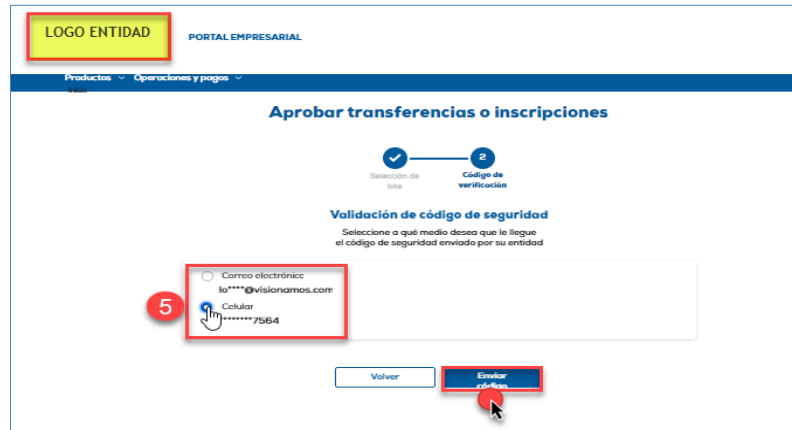 LOGO ENTIDAD
PORTAL EMPRESARIAL
Productos Operaciones y pagos
Inicio
Aprobar transferencias o inscripciones
2
Selección de
lote
Código de
verificación
Validación de código de seguridad
Seleccione a qué medio desea que le llegue
el código de seguridad enviado por su entidad
Correo electrónico
lo****@visionamos.com
5
Celular
********7564
Volver
Enviar
código